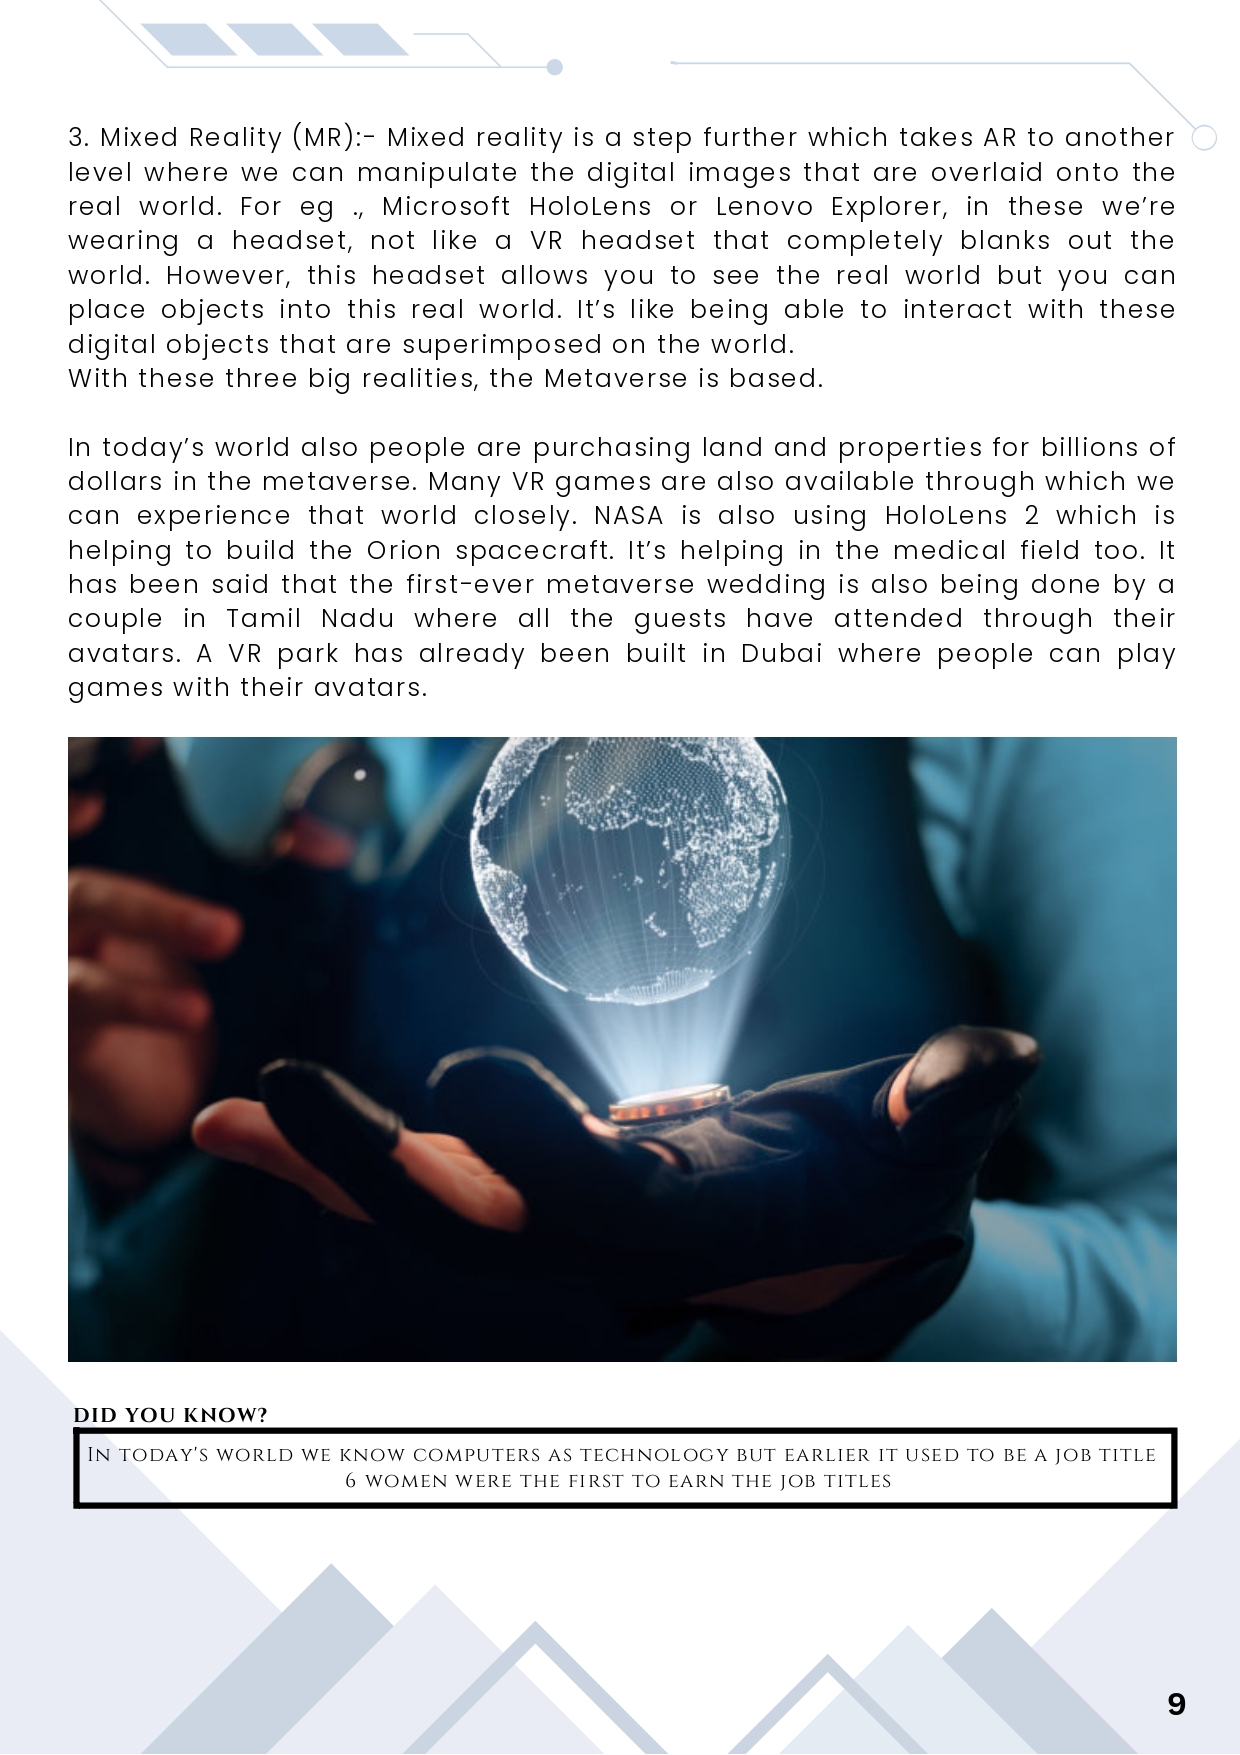 3. Mixed Reality (MR):- Mixed reality is a step further which takes AR to another
level where we can manipulate the digital images that are overlaid onto the
real world. For eg ., Microsoft HoloLens or Lenovo Explorer, in these we’re
wearing a headset, not like a VR headset that completely blanks out the
world. However, this headset allows you to see the real world but you can
place objects into this real world. It’s like being able to interact with these
digital objects that are superimposed on the world.
With these three big realities, the Metaverse is based.
In today’s world also people are purchasing land and properties for billions of
dollars in the metaverse. Many VR games are also available through which we
can experience that world closely. NASA is also using HoloLens 2 which is
helping to build the Orion spacecraft. It’s helping in the medical field too. It
has been said that the first-ever metaverse wedding is also being done by a
couple in Tamil Nadu where all the guests have attended through their
avatars. A VR park has already been built in Dubai where people can play
games with their avatars.
DID YOU KNOW?
In today's world we know computers as technology but earlier it used to be a job title
6 women were the first to earn the job titles
9